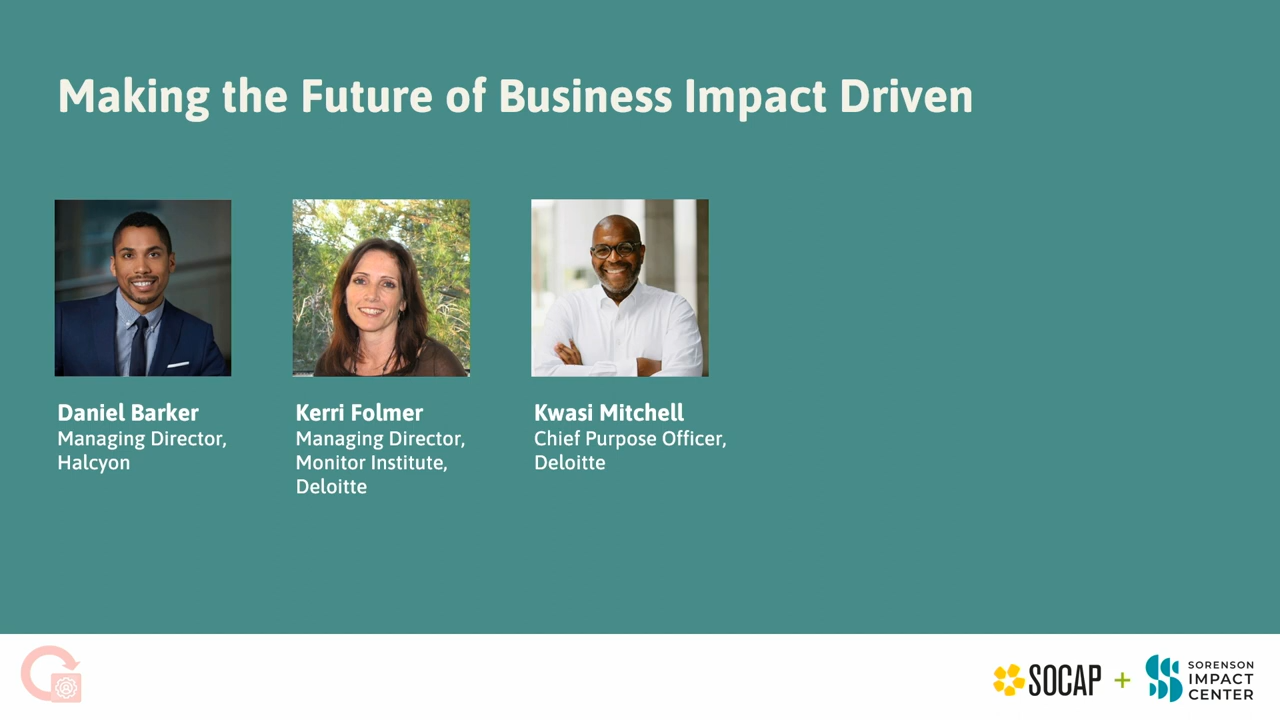 Making the Future of Business Impact Driven
Daniel Barker
Managing Director,
Halcyon
Kerri Folmer
Managing Director,
Monitor Institute,
Deloitte
Kwasi Mitchell
Chief Purpose Officer,
Deloitte
SOCAP +
SORENSON
IMPACT
CENTER